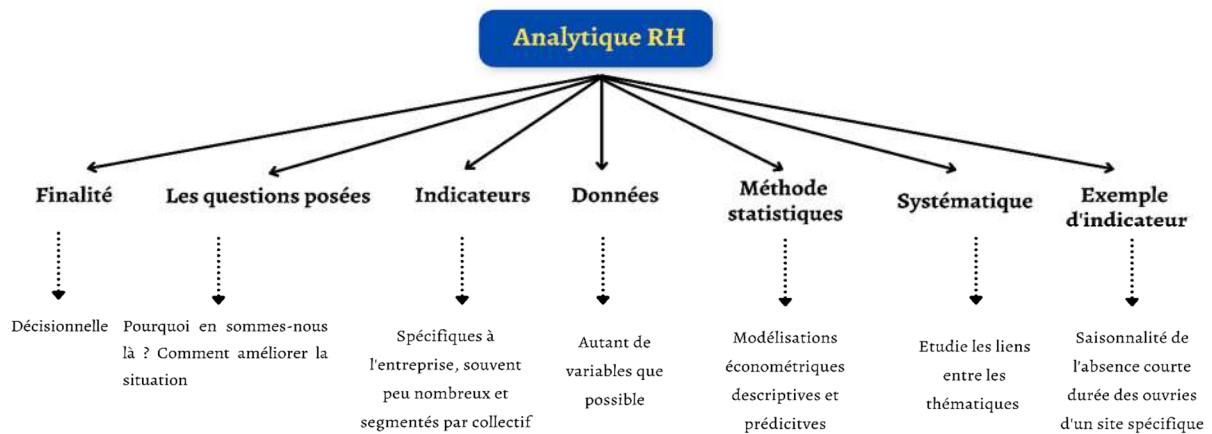 Analytique RH
Finalité
Les questions posées
Indicateurs
Données
Méthode
statistiques
Systématique
Exemple
d'indicateur
Décisionnelle
Pourquoi en sommes-nous
là ? Comment améliorer la
situation
Spécifiques à
l'entreprise, souvent
peu nombreux et
segmentés par collectif
Autant de
variables que
possible
Modélisations
économétriques
descriptives et
prédicitves
Etudie les liens
entre les
thématiques
Saisonnalité de
l'absence courte
durée des ouvries
d'un site spécifique